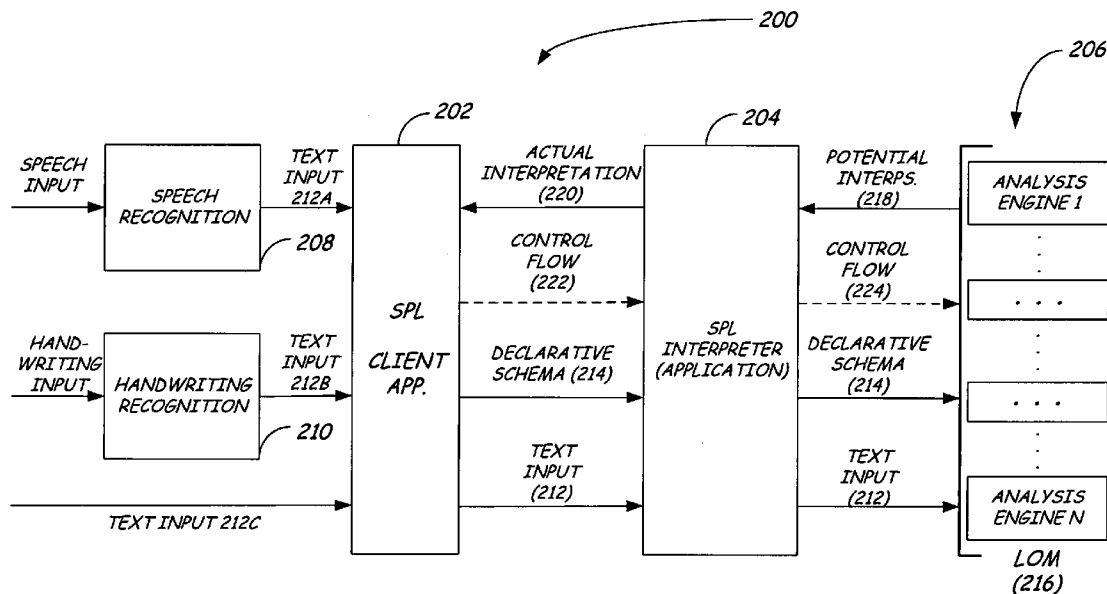 200
206
202
204
SPEECH
INPUT
SPEECH
RECOGNITION
208
TEXT
INPUT
212A
HAND-
WRITING
INPUT
HANDWRITING
RECOGNITION
210
TEXT
INPUT
212B
TEXT INPUT 212C
SPL
CLIENT
APP.
ACTUAL
INTERPRETATION
(220)
CONTROL
FLOW
(222)
DECLARATIVE
SCHEMA (214)
TEXT
INPUT
(212)
SPL
INTERPRETER
(APPLICATION)
POTENTIAL
INTERPS.
(218)
CONTROL
FLOW
(224)
DECLARATIVE
SCHEMA
(214)
TEXT
INPUT
(212)
ANALYSIS
ENGINE 1
. . .
. . .
ANALYSIS
ENGINE N
LOM
(216)